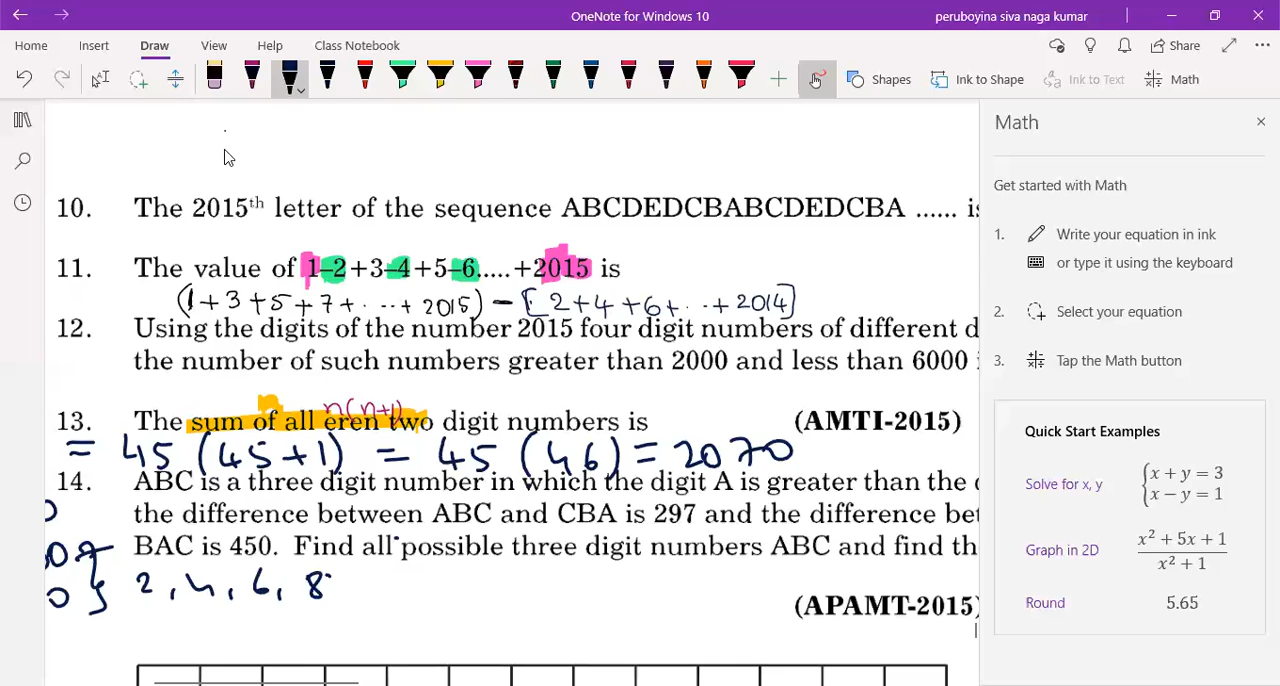 OneNote for Windows 10
peruboyina siva naga kumar
Home Insert Draw View Help Class Notebook
Share
Shapes Ink to Shape Ink to Text Math
Math
Get started with Math
1. Write your equation in ink
or type it using the keyboard
2. Select your equation
3. Tap the Math button
Quick Start Examples
Solve for x, y x + y = 3
x − y = 1
Graph in 2D x² + 5x + 1
x² + 1
Round 5.65
10. The 2015th letter of the sequence ABCDEDCBABCDEDCBA ...... is
11. The value of 1–2+3–4+5–6.....+2015 is
(1+3+5+7+...+2015) − [2+4+6+...+2014]
12. Using the digits of the number 2015 four digit numbers of different d
the number of such numbers greater than 2000 and less than 6000
n(n+1)
13. The sum of all eren two digit numbers is (AMTI-2015)
= 45 (45+1) = 45 (46) = 2070
14. ABC is a three digit number in which the digit A is greater than the
the difference between ABC and CBA is 297 and the difference be
BAC is 450. Find all possible three digit numbers ABC and find th
2, 4, 6, 8
(APAMT-2015)